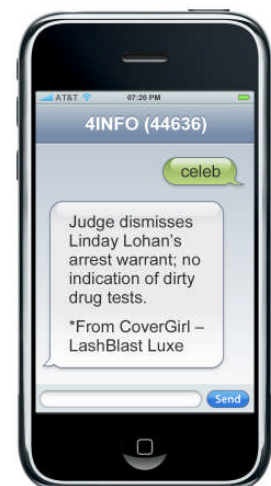 AT&T 07:20 PM
4INFO (44636)
celeb
Judge dismisses
Linday Lohan's
arrest warrant; no
indication of dirty
drug tests.
*From CoverGirl –
LashBlast Luxe
Send